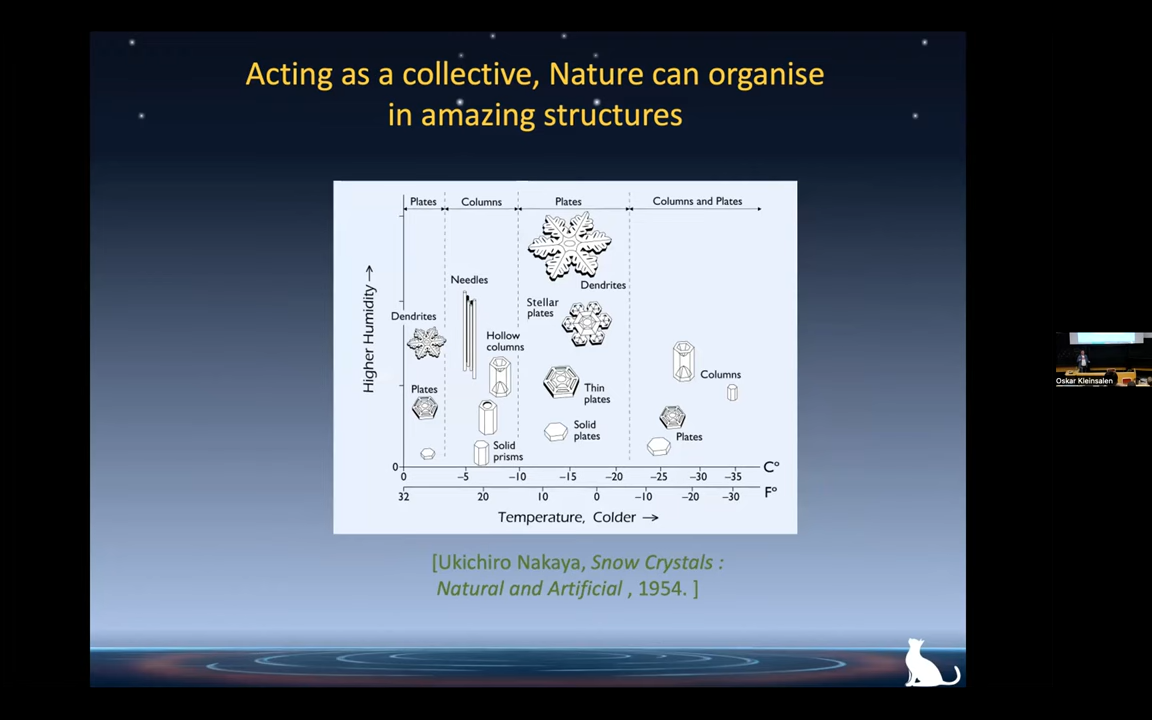 Acting as a collective, Nature can organise
in amazing structures
Plates
Columns
Plates
Columns and Plates
Higher Humidity →
Dendrites
Needles
Dendrites
Stellar
plates
Hollow
columns
Plates
Thin
plates
Columns
Solid
plates
Plates
Solid
prisms
0
0
−5
−10
−15
−20
−25
−30
−35
C°
32
20
10
0
−10
−20
−30
F°
Temperature, Colder →
[Ukichiro Nakaya, Snow Crystals :
Natural and Artificial , 1954. ]
Oskar Kleinsalen